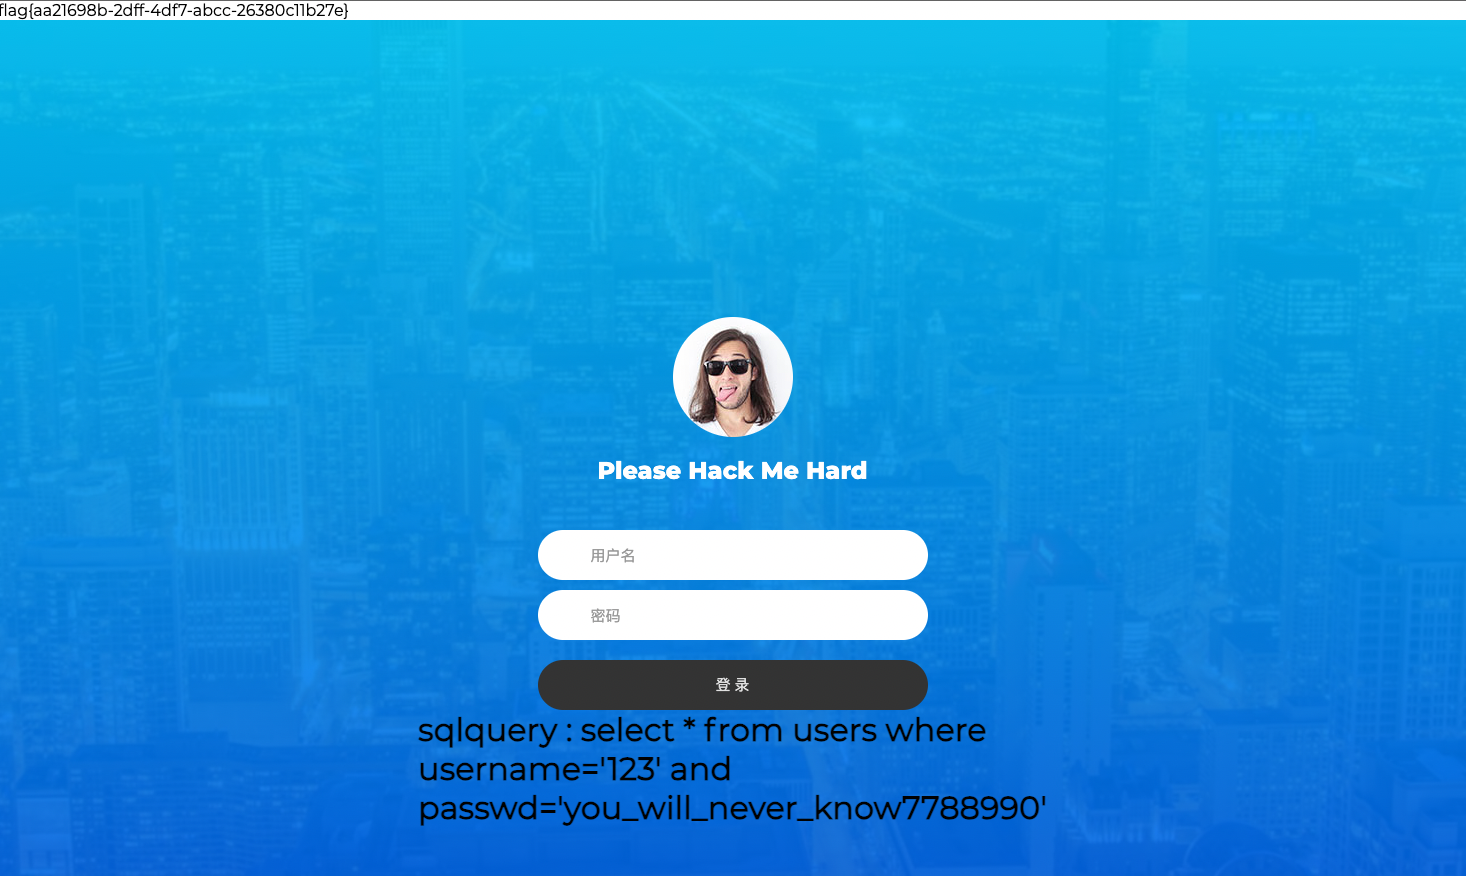 flag{aa21698b-2dff-4df7-abcc-26380c11b27e}
Please Hack Me Hard
用户名
密码
登 录
sqlquery : select * from users where
username='123' and
passwd='you_will_never_know7788990'